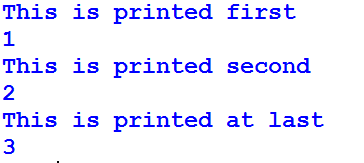 This is printed first
1
This is printed second
2
This is printed at last
3